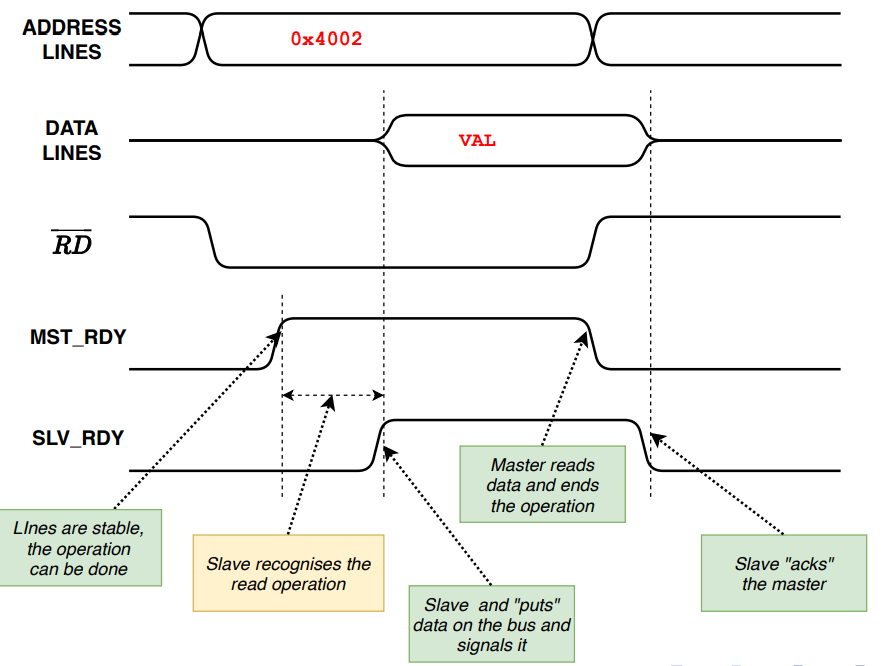 ADDRESS
LINES
0x4002
DATA
LINES
VAL
RD
MST_RDY
SLV_RDY
LInes are stable,
the operation
can be done
Slave recognises the
read operation
Slave and "puts"
data on the bus and
signals it
Master reads
data and ends
the operation
Slave "acks"
the master